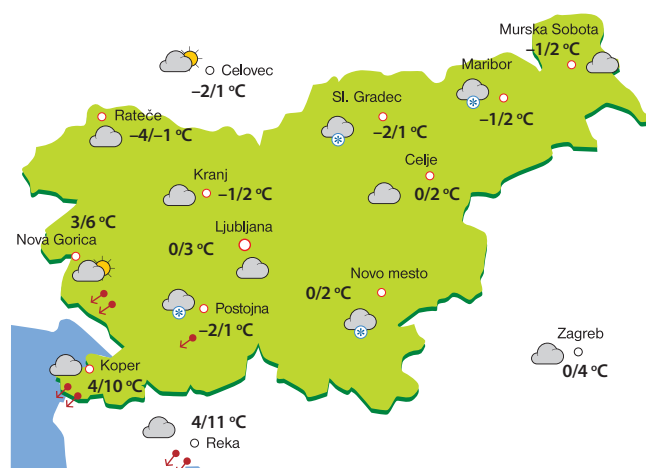 Murska Sobota
–1/2 °C
Maribor
–1/2 °C
Celovec
–2/1 °C
Sl. Gradec
–2/1 °C
Rateče
–4/–1 °C
Celje
0/2 °C
Kranj
–1/2 °C
3/6 °C
Nova Gorica
Ljubljana
0/3 °C
Novo mesto
0/2 °C
Postojna
–2/1 °C
Zagreb
0/4 °C
Koper
4/10 °C
4/11 °C
Reka